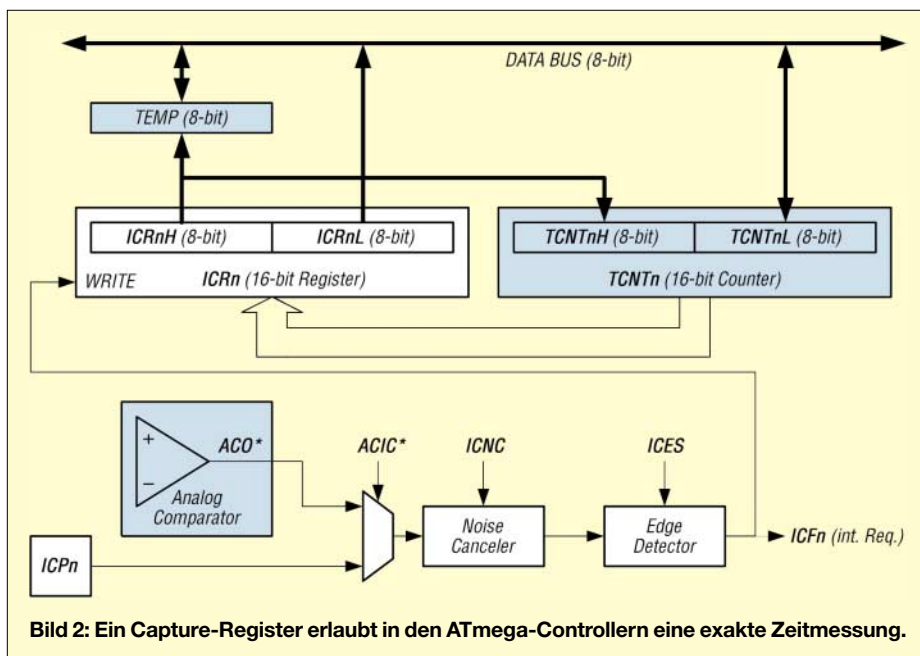 DATA BUS (8-bit)
TEMP (8-bit)
ICRnH (8-bit) ICRnL (8-bit) TCNTnH (8-bit) TCNTnL (8-bit)
WRITE ICRn (16-bit Register) TCNTn (16-bit Counter)
+ ACO* ACIC* ICNC ICES
−
Analog
Comparator
Noise
Canceler
Edge
Detector
ICFn (int. Req.)
ICPn
Bild 2: Ein Capture-Register erlaubt in den ATmega-Controllern eine exakte Zeitmessung.